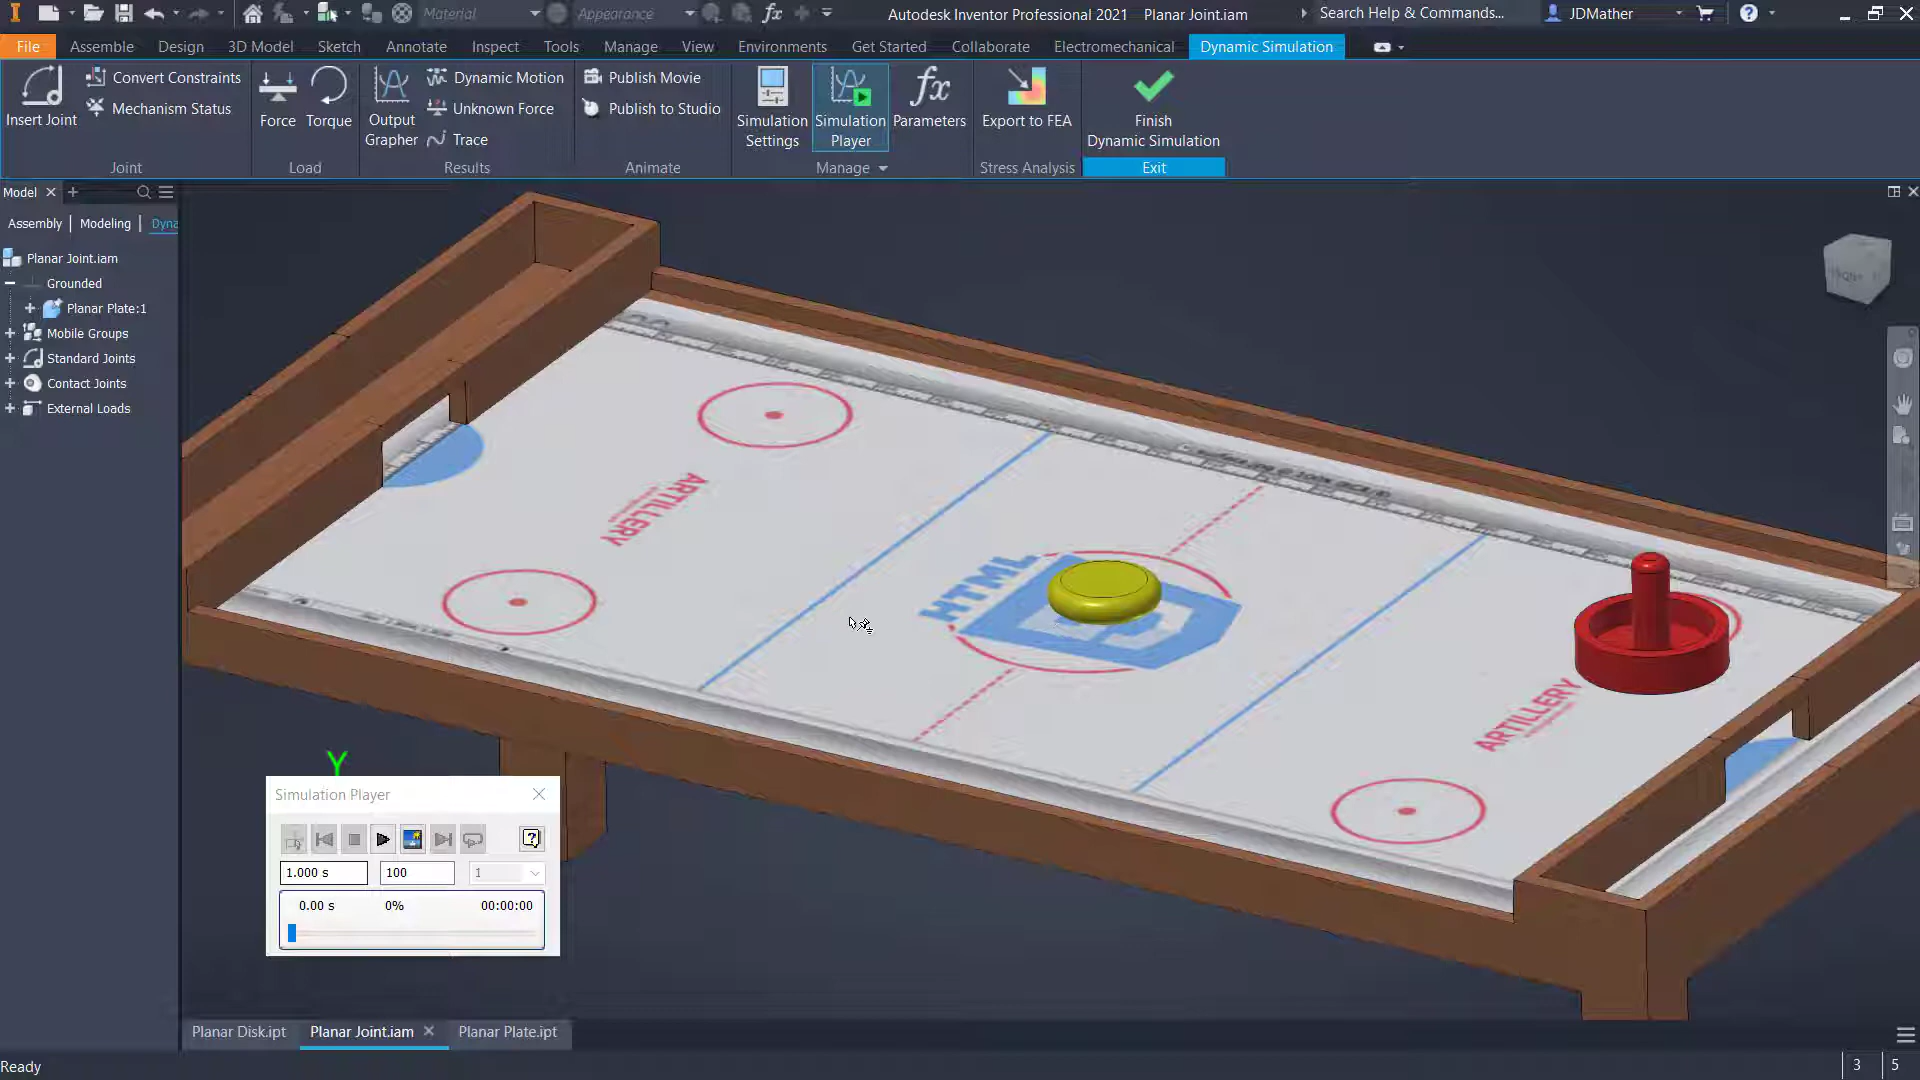 Material
Appearance
fx
Autodesk Inventor Professional 2021 Planar Joint.iam
Search Help & Commands...
JDMather
File
Assemble
Design
3D Model
Sketch
Annotate
Inspect
Tools
Manage
View
Environments
Get Started
Collaborate
Electromechanical
Dynamic Simulation
Insert Joint
Convert Constraints
Mechanism Status
Joint
Force
Torque
Load
Output
Grapher
Dynamic Motion
Unknown Force
Trace
Results
Publish Movie
Publish to Studio
Animate
Simulation
Settings
Simulation
Player
fx
Parameters
Manage
Export to FEA
Stress Analysis
Finish
Dynamic Simulation
Exit
Model
Assembly
Modeling
Dyna
Planar Joint.iam
Grounded
Planar Plate:1
Mobile Groups
Standard Joints
Contact Joints
External Loads
ARTILLERY
HTML
ARTILLERY
Y
Simulation Player
1.000 s
100
1
0.00 s
0%
00:00:00
Planar Disk.ipt
Planar Joint.iam
Planar Plate.ipt
Ready
3
5